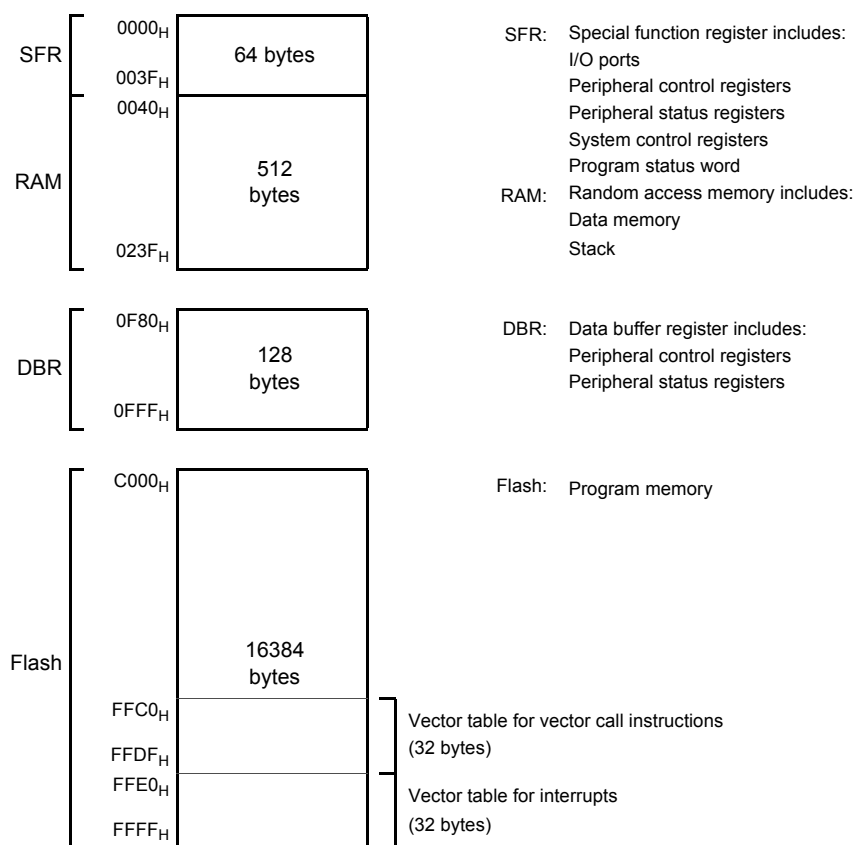 SFR
0000H
64 bytes
003FH
SFR: Special function register includes:
I/O ports
Peripheral control registers
Peripheral status registers
System control registers
Program status word
RAM
0040H
512
bytes
023FH
RAM: Random access memory includes:
Data memory
Stack
DBR
0F80H
128
bytes
0FFFH
DBR: Data buffer register includes:
Peripheral control registers
Peripheral status registers
Flash
C000H
Flash: Program memory
16384
bytes
FFC0H
FFDFH
Vector table for vector call instructions
(32 bytes)
FFE0H
FFFFH
Vector table for interrupts
(32 bytes)